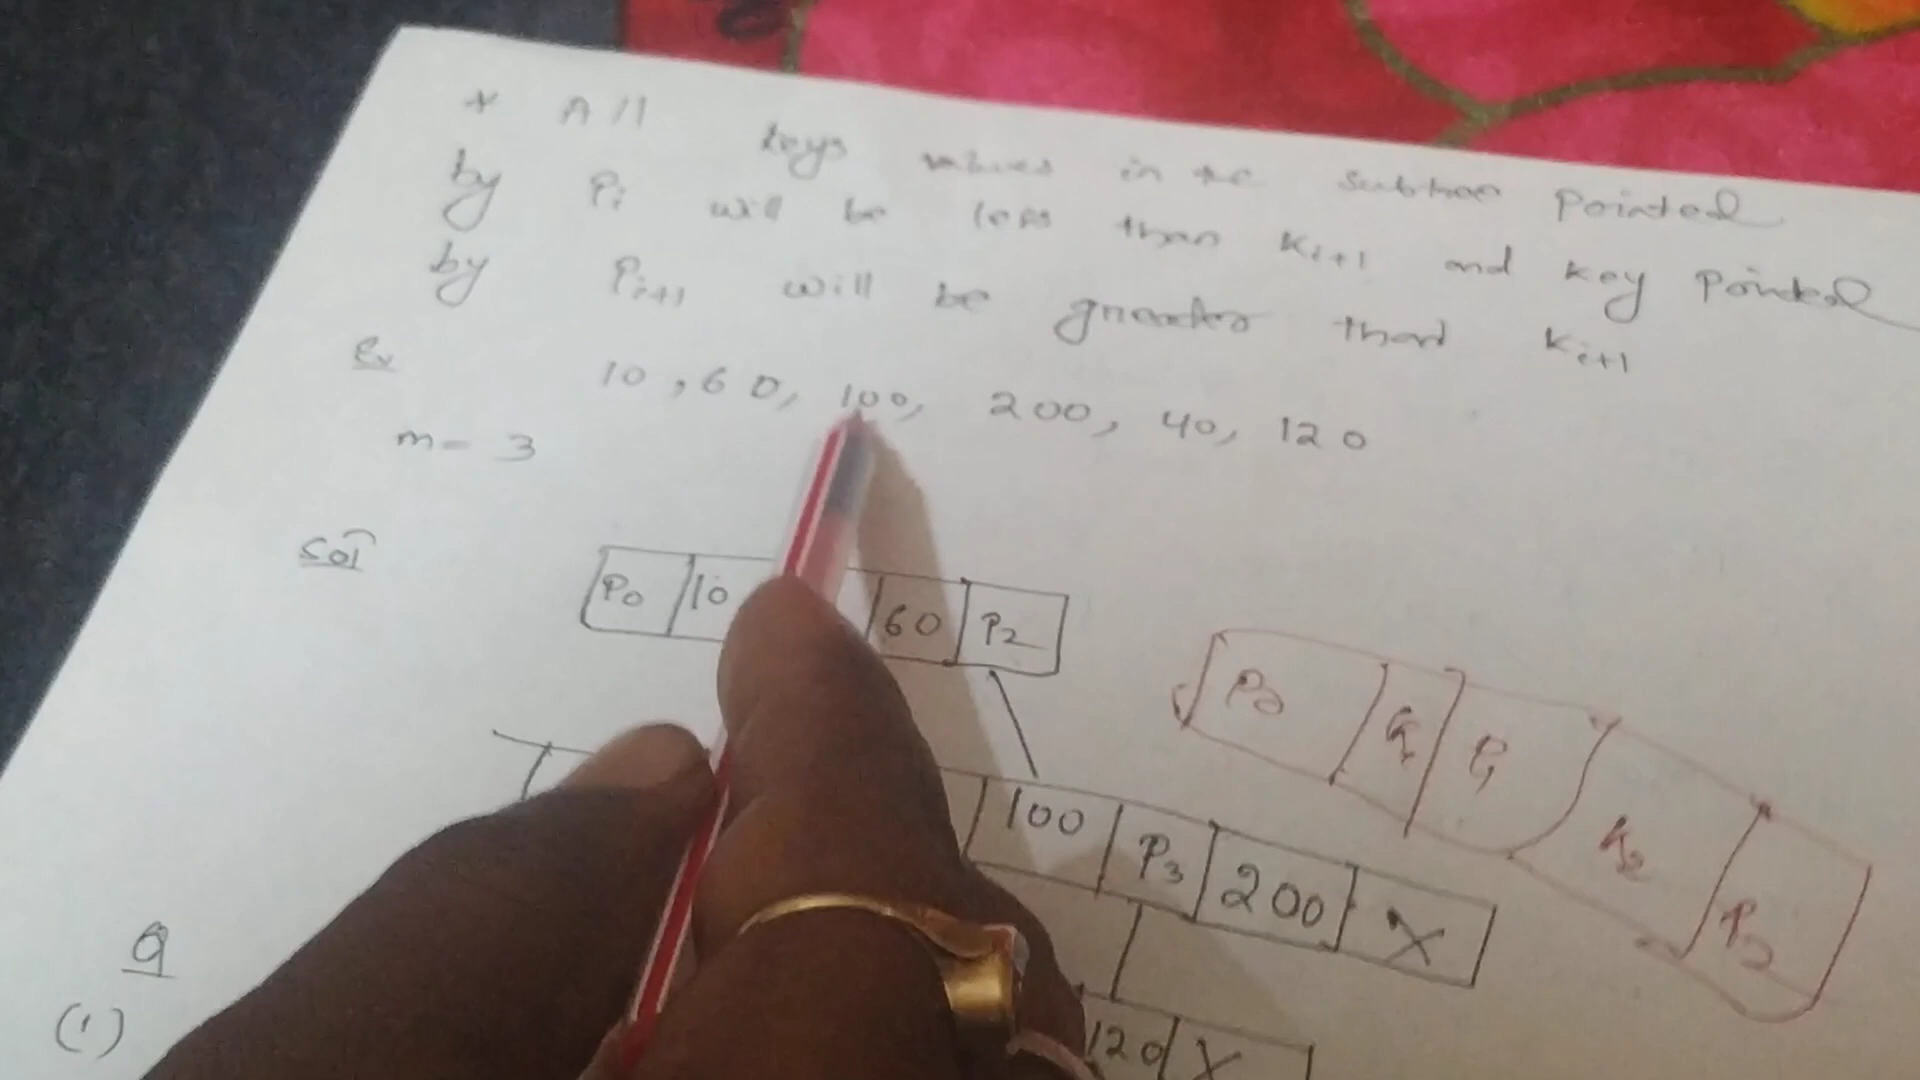 * All keys values in the subtree pointed
by Pi will be less than Ki+1 and key pointed
by Pi+1 will be greater than Ki+1
Ex 10, 60, 100, 200, 40, 120
m = 3
Sol
P0 10 60 P2
P0 K1 P1 K2 P2
100 P3 200 X
Q
(1)
120 X